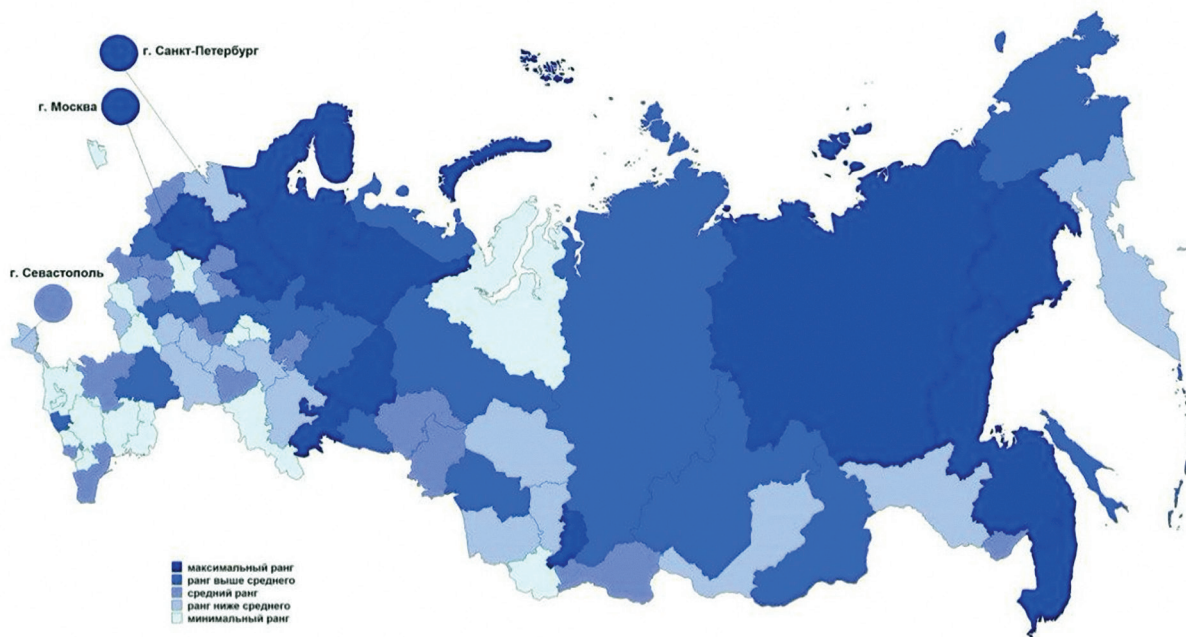 г. Санкт-Петербург
г. Москва
г. Севастополь
максимальный ранг
ранг выше среднего
средний ранг
ранг ниже среднего
минимальный ранг